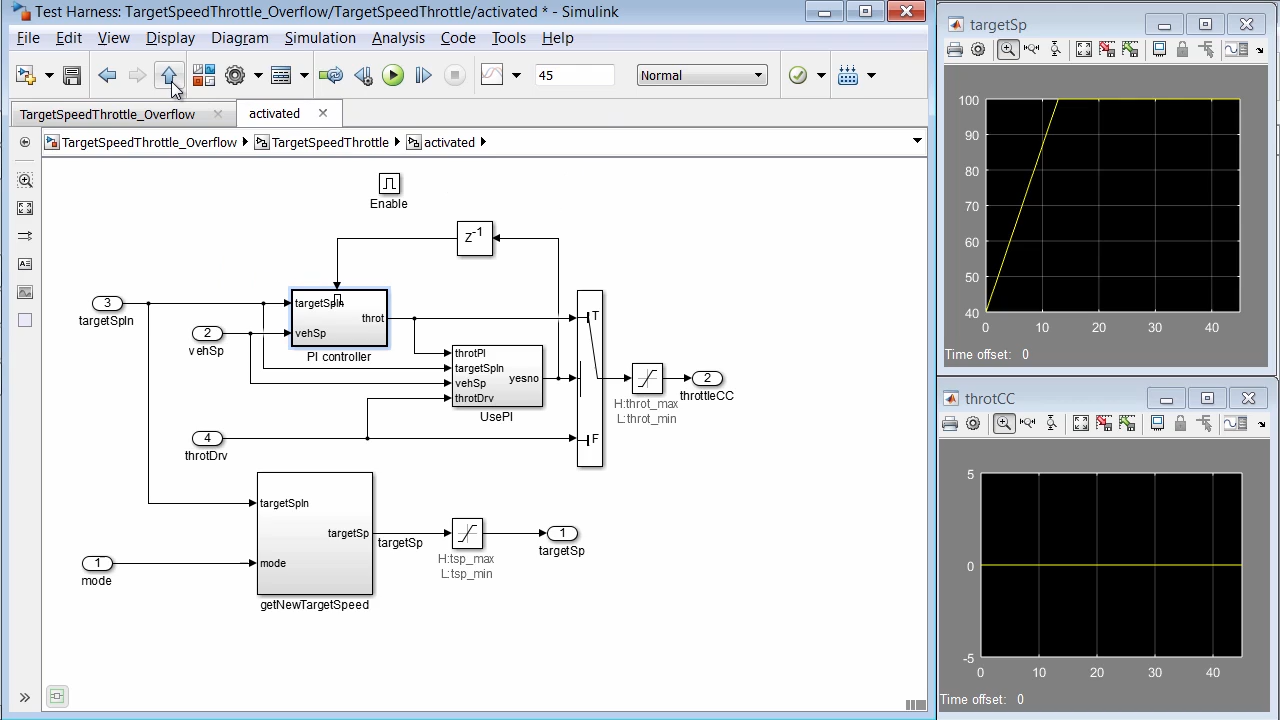 Test Harness: TargetSpeedThrottle_Overflow/TargetSpeedThrottle/activated * - Simulink
File Edit View Display Diagram Simulation Analysis Code Tools Help
45
Normal
TargetSpeedThrottle_Overflow
activated
TargetSpeedThrottle_Overflow
TargetSpeedThrottle
activated
Enable
Z-1
3
targetSpIn
2
vehSp
targetSpIn
throt
vehSp
PI controller
throtPI
targetSpIn
vehSp
throtDrv
yesno
UsePI
T
F
H:throt_max
L:throt_min
2
throttleCC
4
throtDrv
targetSpIn
targetSp
mode
getNewTargetSpeed
targetSp
H:tsp_max
L:tsp_min
1
targetSp
1
mode
targetSp
100
90
80
70
60
50
40
0 10 20 30 40
Time offset: 0
throtCC
5
0
-5
0 10 20 30 40
Time offset: 0